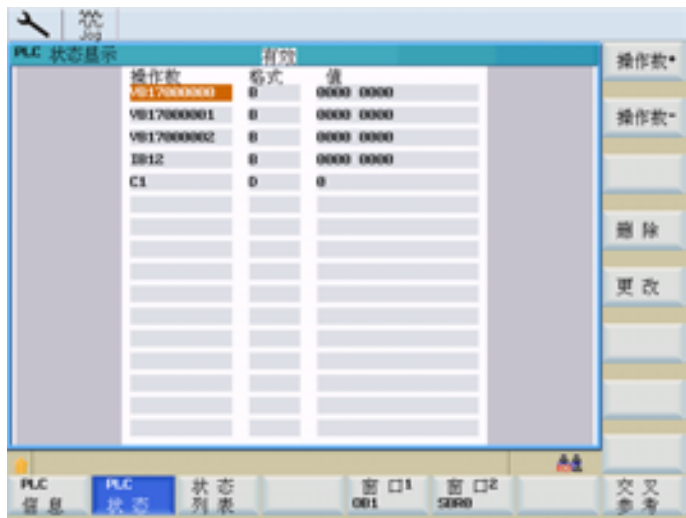 Jog
PLC 状态显示 有效
操作数 格式 值
VB17000000 B 0000 0000
VB17000001 B 0000 0000
VB17000002 B 0000 0000
IB12 B 0000 0000
C1 D 0
操作数+
操作数-
删除
更改
PLC 信息
PLC 状态
状态 列表
窗口1 OB1
窗口2 SBR0
交叉 参考